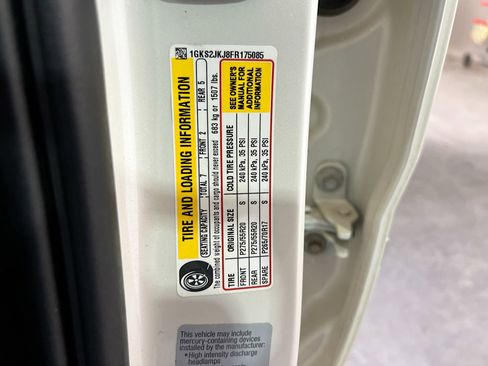 1GKS2JKJ8FR175085
TIRE AND LOADING INFORMATION
SEATING CAPACITY TOTAL 7 FRONT 2 REAR 5
The combined weight of occupants and cargo should never exceed 683 kg or 1507 lbs.
TIRE ORIGINAL SIZE COLD TIRE PRESSURE
FRONT P275/55R20 S 240 kPa, 35 PSI
REAR P275/55R20 S 240 kPa, 35 PSI
SPARE P265/70R17 S 240 kPa, 35 PSI
SEE OWNER'S
MANUAL FOR
ADDITIONAL
INFORMATION
This vehicle may include
mercury-containing devices
installed by the manufacturer:
• High intensity discharge
headlamps